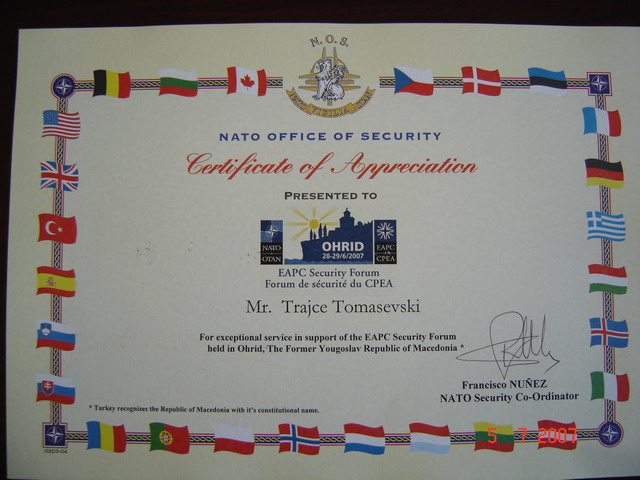 N. O. S.
NATO OFFICE OF SECURITY
Certificate of Appreciation
PRESENTED TO
NATO
OTAN
OHRID
28-29/6/2007
EAPC
CPEA
EAPC Security Forum
Forum de sécurité du CPEA
Mr. Trajce Tomasevski
For exceptional service in support of the EAPC Security Forum
held in Ohrid, The Former Yougoslav Republic of Macedonia *
Francisco NUÑEZ
NATO Security Co-Ordinator
* Turkey recognizes the Republic of Macedonia with it's constitutional name.
0203-04
5 7 2007